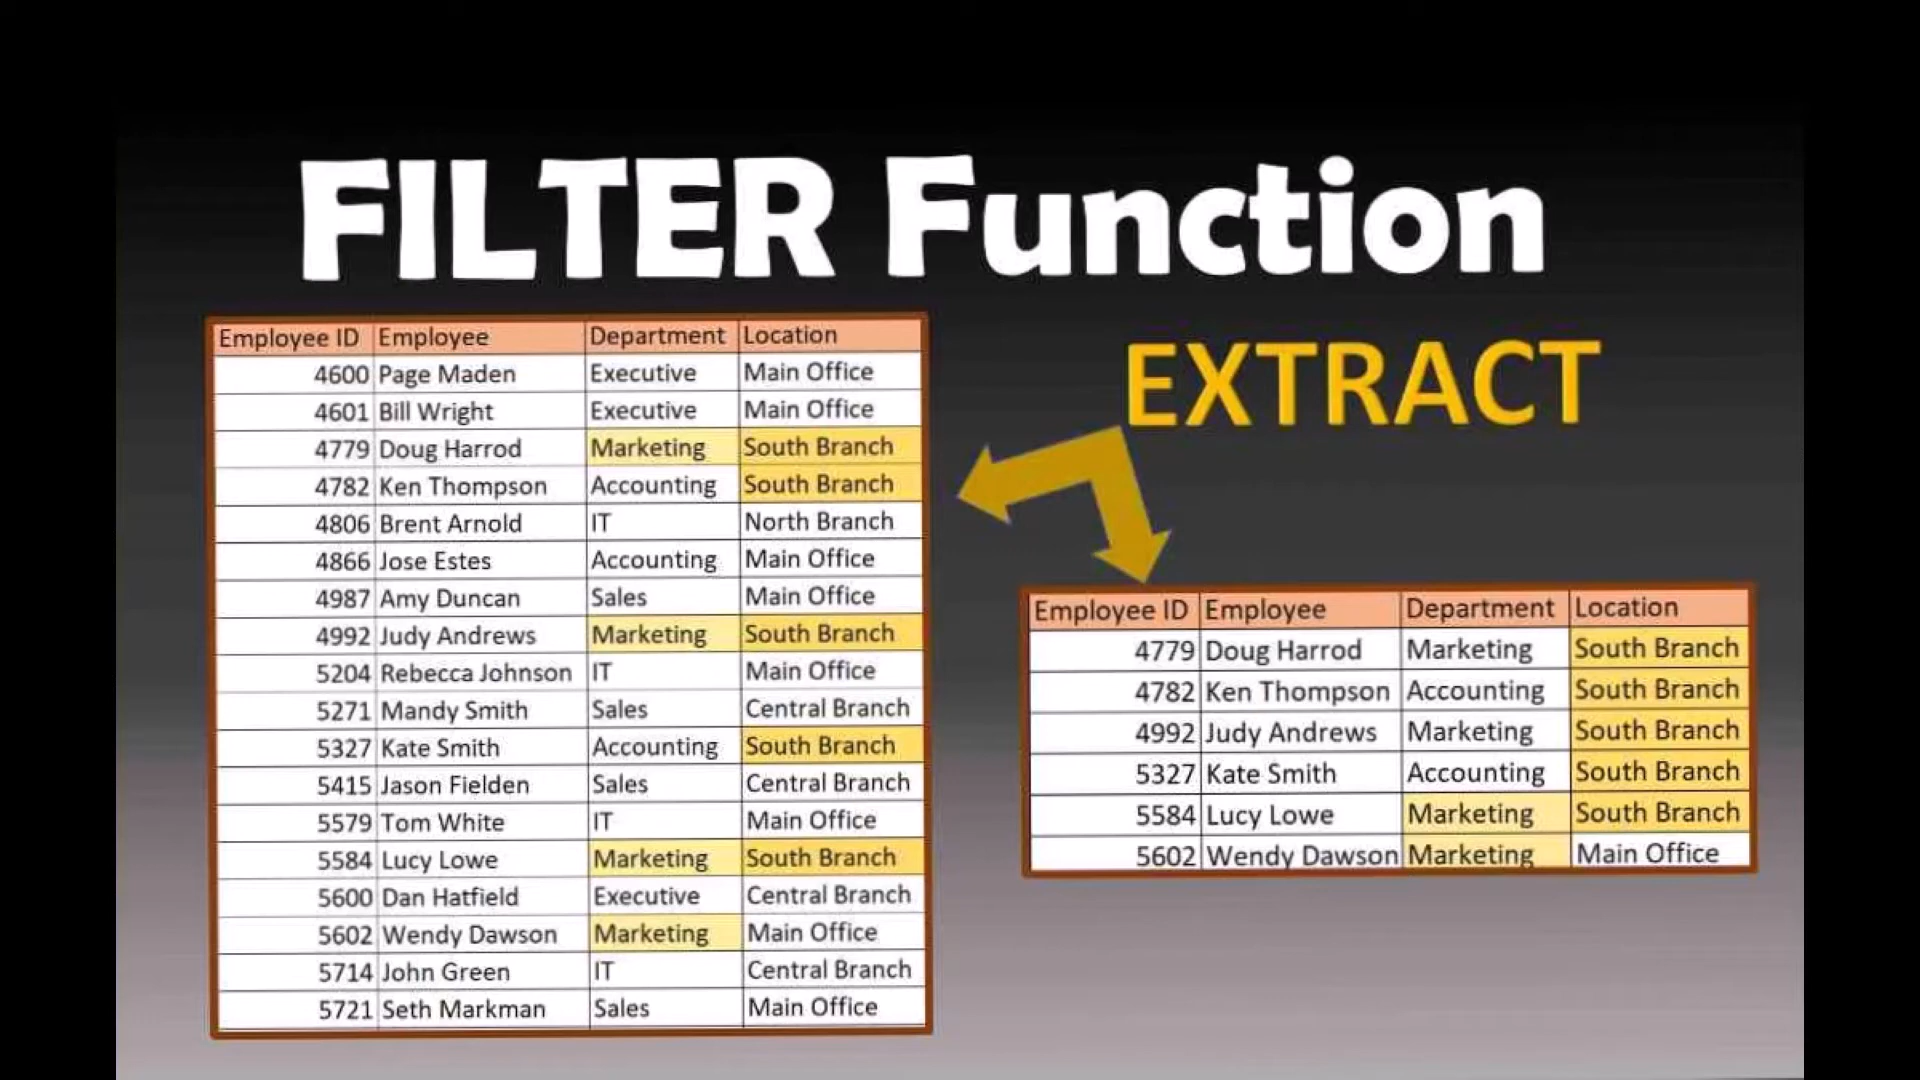 FILTER Function
Employee ID Employee Department Location
4600 Page Maden Executive Main Office
4601 Bill Wright Executive Main Office
4779 Doug Harrod Marketing South Branch
4782 Ken Thompson Accounting South Branch
4806 Brent Arnold IT North Branch
4866 Jose Estes Accounting Main Office
4987 Amy Duncan Sales Main Office
4992 Judy Andrews Marketing South Branch
5204 Rebecca Johnson IT Main Office
5271 Mandy Smith Sales Central Branch
5327 Kate Smith Accounting South Branch
5415 Jason Fielden Sales Central Branch
5579 Tom White IT Main Office
5584 Lucy Lowe Marketing South Branch
5600 Dan Hatfield Executive Central Branch
5602 Wendy Dawson Marketing Main Office
5714 John Green IT Central Branch
5721 Seth Markman Sales Main Office
EXTRACT
Employee ID Employee Department Location
4779 Doug Harrod Marketing South Branch
4782 Ken Thompson Accounting South Branch
4992 Judy Andrews Marketing South Branch
5327 Kate Smith Accounting South Branch
5584 Lucy Lowe Marketing South Branch
5602 Wendy Dawson Marketing Main Office